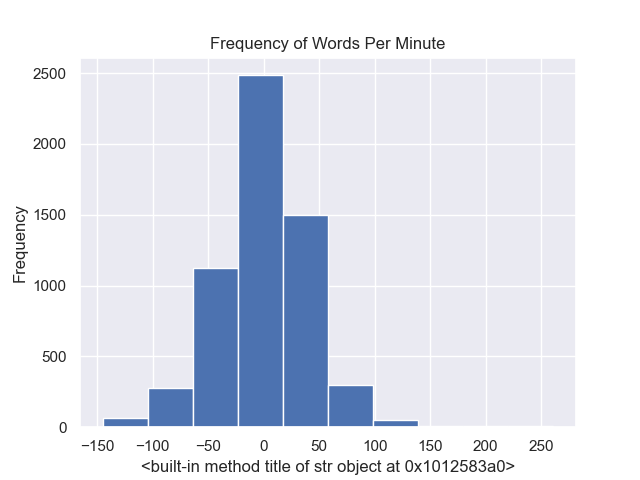 Frequency of Words Per Minute
2500
2000
1500
1000
500
0
Frequency
−150 −100 −50 0 50 100 150 200 250
<built-in method title of str object at 0x1012583a0>